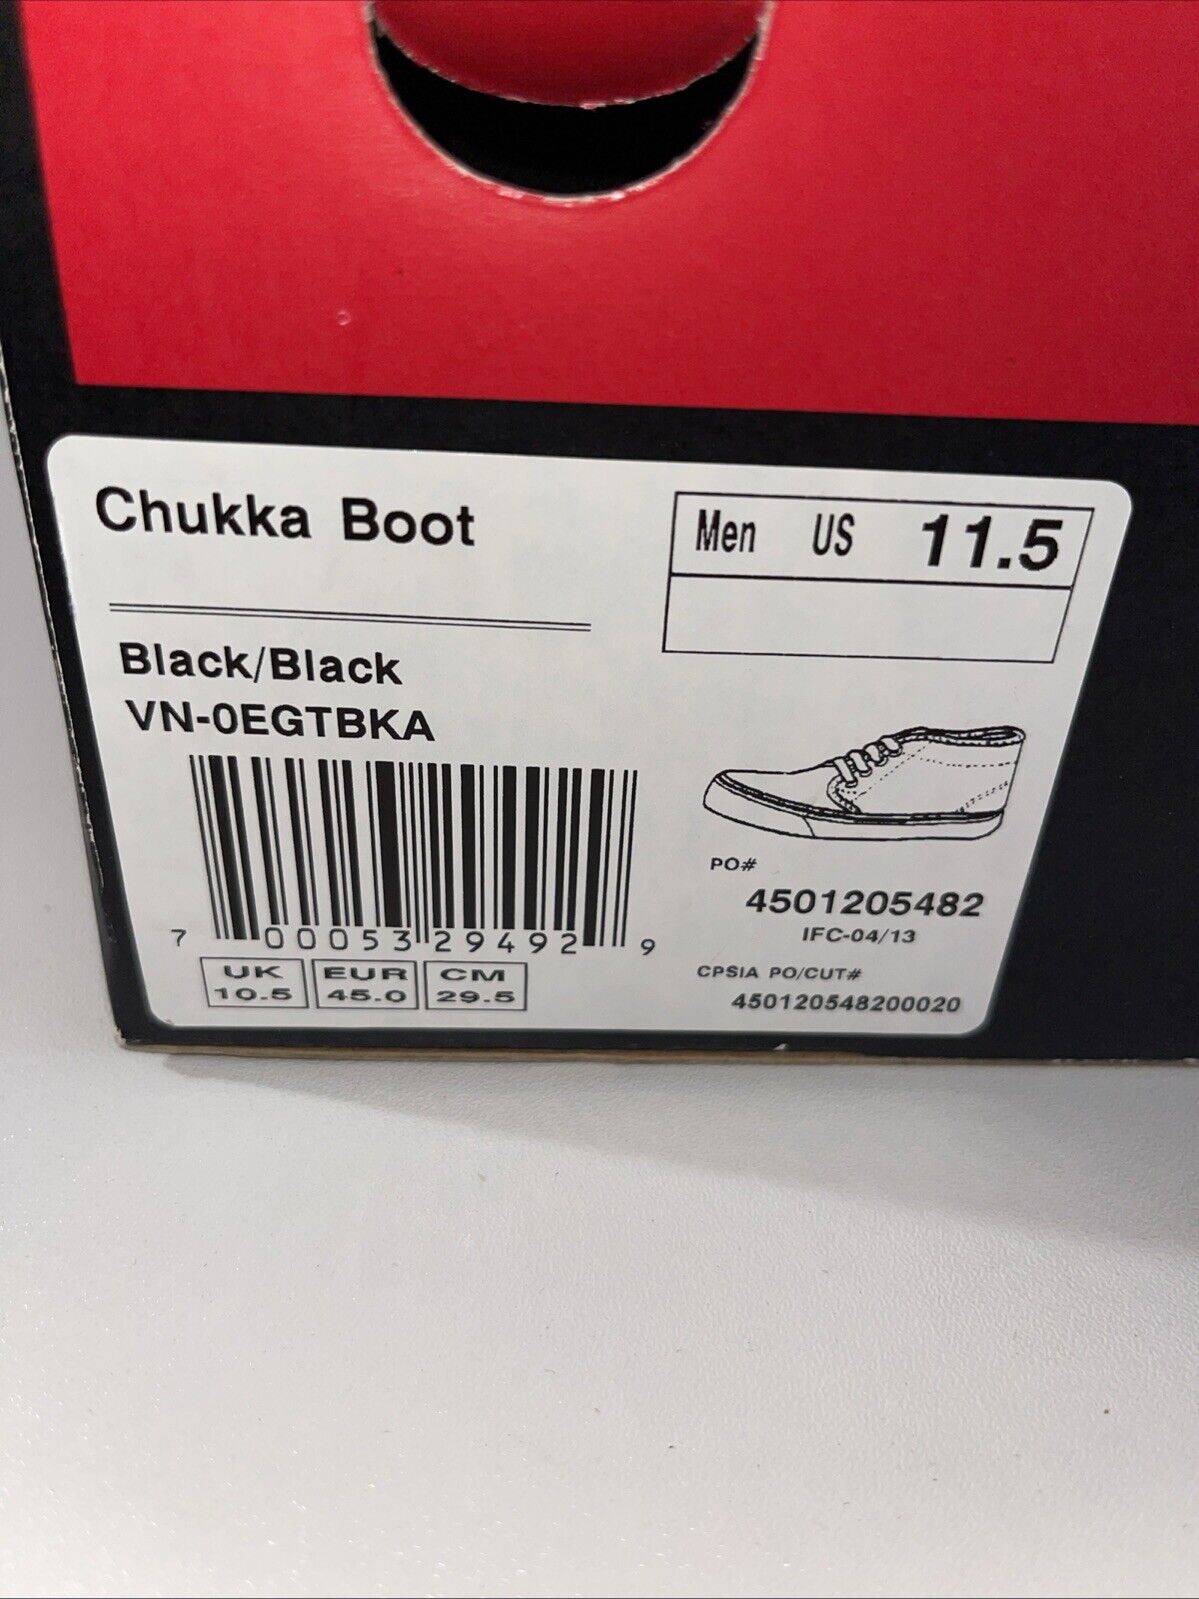 Chukka Boot
Men US 11.5
Black/Black
VN-0EGTBKA
7 00053 29492 9
UK 10.5
EUR 45.0
CM 29.5
PO#
4501205482
IFC-04/13
CPSIA PO/CUT#
450120548200020